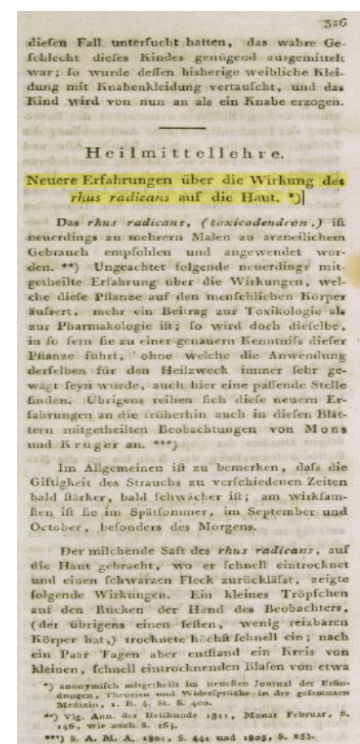 326
dieſen Fall unterſucht hatten, das wahre Ge-
ſchlecht dieſes Kindes genügend ausgemittelt
war; ſo wurde deſſen bisherige weibliche Klei-
dung mit Knabenkleidung vertauſcht, und das
Kind wird von nun an als ein Knabe erzogen.
Heilmittellehre.
Neuere Erfahrungen über die Wirkung des
rhus radicans auf die Haut. *)
Das rhus radicans, (toxicodendron,) iſt
neuerdings zu mehrern Malen zu arzneilichem
Gebrauch empfohlen und angewendet wor-
den. **) Ungeachtet folgende neuerdings mit-
getheilte Erfahrung über die Wirkungen, wel-
che dieſe Pflanze auf den menſchlichen Körper
äuſsert, mehr ein Beitrag zur Toxikologie als
zur Pharmakologie iſt; ſo wird doch dieſelbe,
in ſo fern ſie zu einer genauern Kenntniſs dieſer
Pflanze führt, ohne welche die Anwendung
derſelben für den Heilzweck immer ſehr ge-
wagt ſeyn würde, auch hier eine paſſende Stelle
finden. Übrigens reihen ſich dieſe neuern Er-
fahrungen an die früherhin auch in dieſen Blät-
tern mitgetheilten Beobachtungen von Mons
und Krüger an. ***)
Im Allgemeinen iſt zu bemerken, daſs die
Giftigkeit des Strauchs zu verſchiedenen Zeiten
bald ſtärker, bald ſchwächer iſt; am wirkſam-
ſten iſt ſie im Spätſommer, im September und
October, beſonders des Morgens.
Der milchende Saft des rhus radicans, auf
die Haut gebracht, wo er ſchnell eintrocknet
und einen ſchwarzen Fleck zurückläſst, zeigte
folgende Wirkungen. Ein kleines Tröpfchen
auf den Rücken der Hand des Beobachters,
(der übrigens einen feſten, wenig reizbaren
Körper hat,) trocknete höchſt ſchnell ein; nach
ein Paar Tagen aber entſtand ein Kreis von
kleinen, ſchnell eintrocknenden Blaſen von etwa
*) anonymiſch mitgetheilt im neueſten Journal der Erfin-
dungen, Theorien und Widerſprüche in der geſammten
Medizin, 1. B. 4. St. S. 400.
**) Vlg. Ann. der Heilkunde 1811, Monat Februar, S.
146, wie auch S. 163.
***) S. A. M. A. 1801, S. 441 und 1805, S. 255.